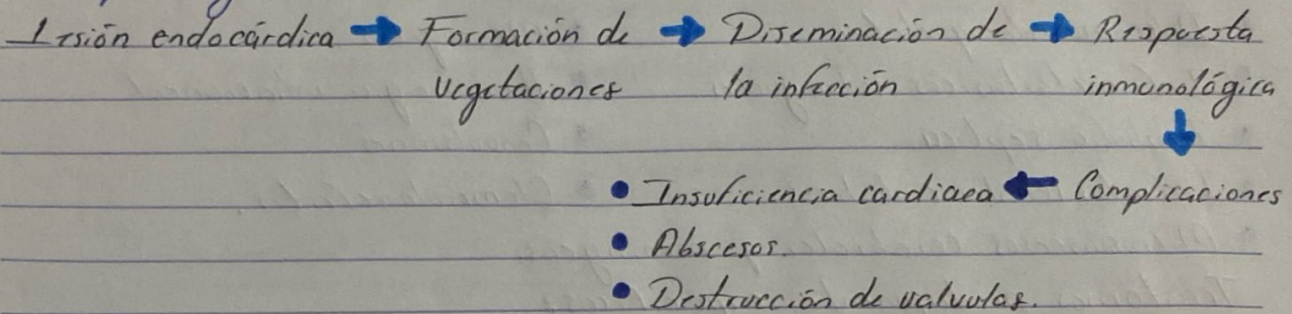 Lesión endocárdica → Formación de → Diseminación de → Respuesta
vegetaciones la infección inmunológica
↓
• Insuficiencia cardiaca ← Complicaciones
• Abscesos.
• Destrucción de valvulas.